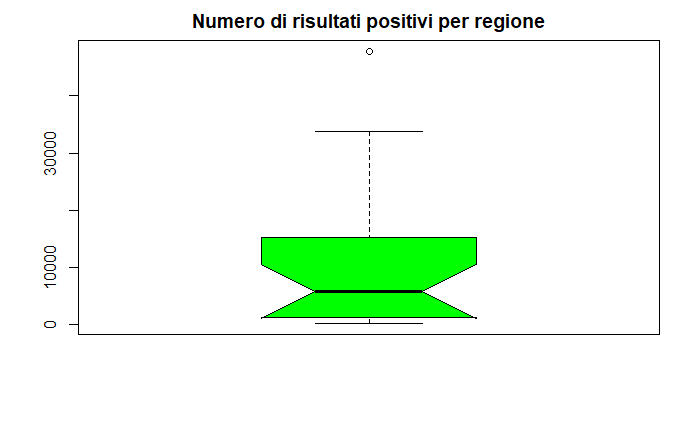 Numero di risultati positivi per regione
30000
10000
0